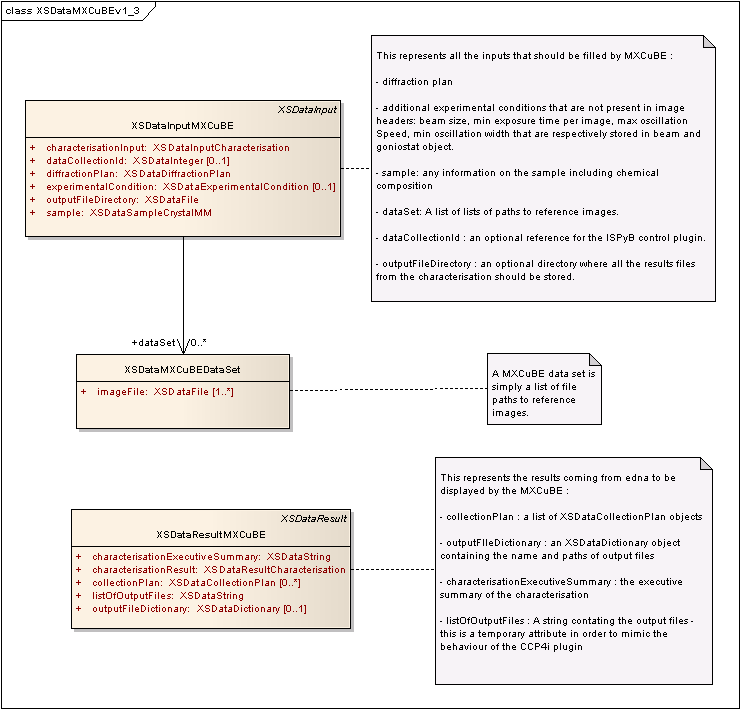 class XSDataMXCuBEv1_3
XSDataInput
XSDataInputMXCuBE
+ characterisationInput: XSDataInputCharacterisation
+ dataCollectionId: XSDataInteger [0..1]
+ diffractionPlan: XSDataDiffractionPlan
+ experimentalCondition: XSDataExperimentalCondition [0..1]
+ outputFileDirectory: XSDataFile
+ sample: XSDataSampleCrystalMM
This represents all the inputs that should be filled by MXCuBE :
- diffraction plan
- additional experimental conditions that are not present in image
headers: beam size, min exposure time per image, max oscillation
Speed, min oscillation width that are respectively stored in beam and
goniostat object.
- sample: any information on the sample including chemical
composition
- dataSet: A list of lists of paths to reference images.
- dataCollectionId : an optional reference for the ISPyB control plugin.
- outputFileDirectory : an optional directory where all the results files
from the characterisation should be stored.
+dataSet 0..*
XSDataMXCuBEDataSet
+ imageFile: XSDataFile [1..*]
A MXCuBE data set is
simply a list of file
paths to reference
images.
XSDataResult
XSDataResultMXCuBE
+ characterisationExecutiveSummary: XSDataString
+ characterisationResult: XSDataResultCharacterisation
+ collectionPlan: XSDataCollectionPlan [0..*]
+ listOfOutputFiles: XSDataString
+ outputFileDictionary: XSDataDictionary [0..1]
This represents the results coming from edna to be
displayed by the MXCuBE :
- collectionPlan : a list of XSDataCollectionPlan objects
- outputFIleDictionary : an XSDataDictionary object
containing the name and paths of output files
- characterisationExecutiveSummary : the executive
summary of the characterisation
- listOfOutputFiles : A string contating the output files -
this is a temporary attribute in order to mimic the
behaviour of the CCP4i plugin